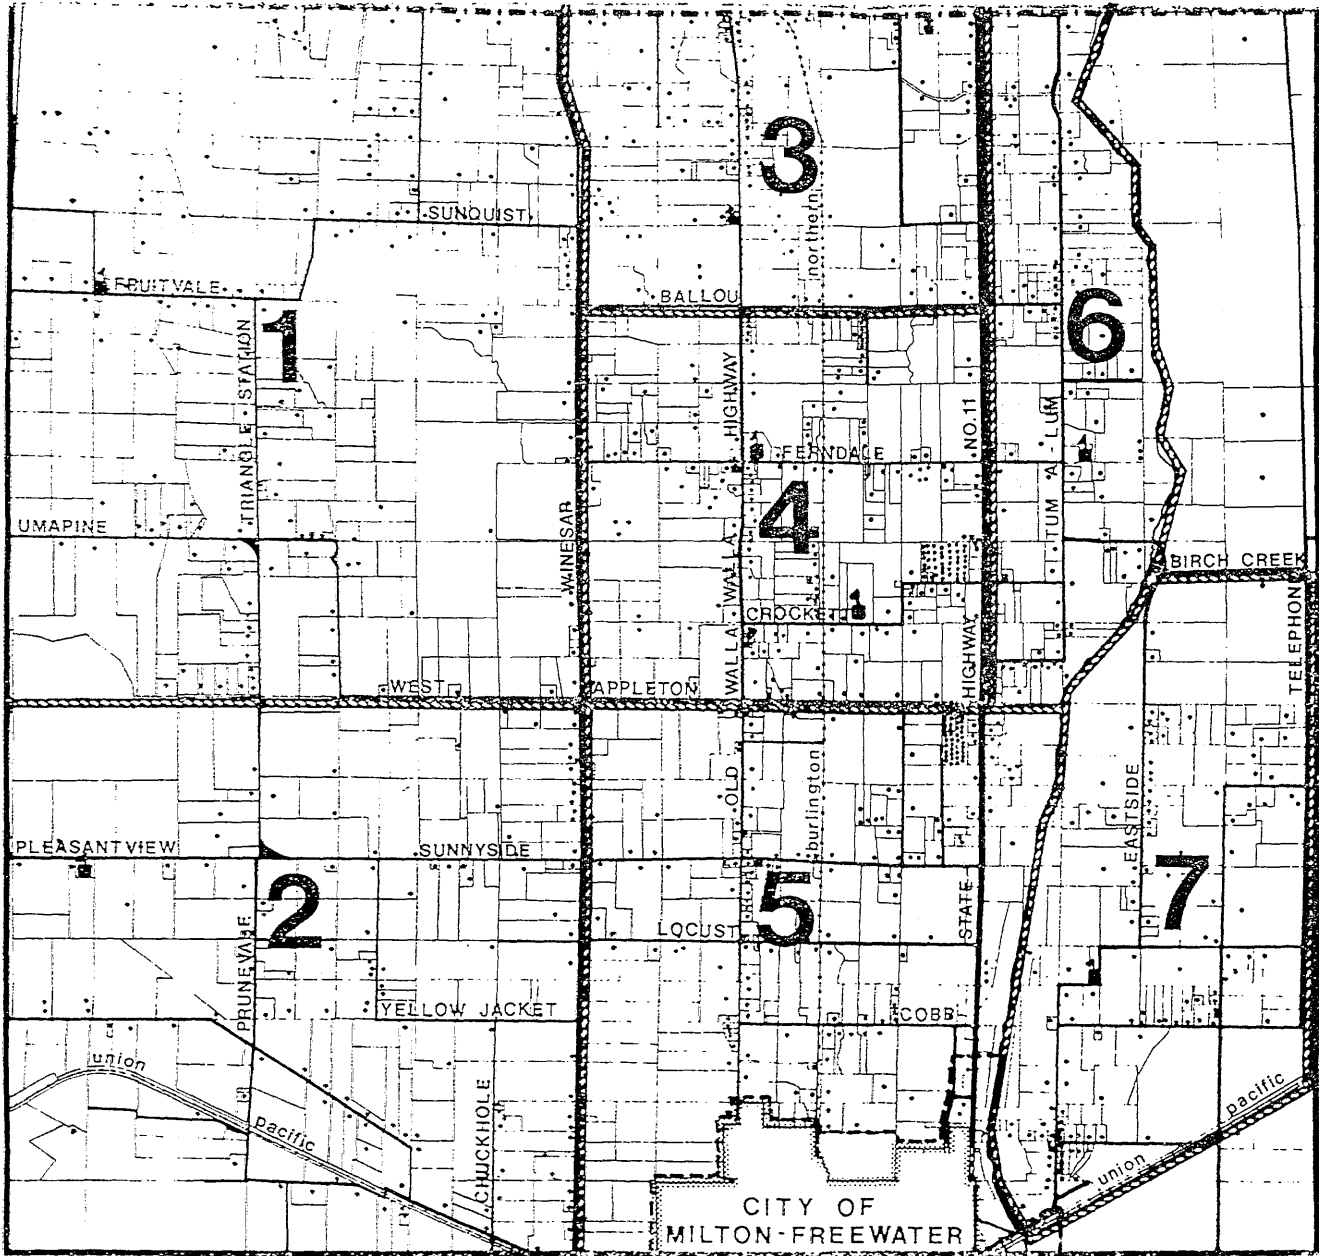 3
SUNQUIST
northern
FRUITVALE
BALLOU
1
6
TRIANGLE STATION
HIGHWAY
NO.11
TUM A-LUM
FERNDALE
4
UMAPINE
WINESAP
BIRCH CREEK
WALLA WALLA
CROCKETT
HIGHWAY
TELEPHONE
WEST
APPLETON
OLD
burlington
EASTSIDE
PLEASANTVIEW
SUNNYSIDE
2
5
7
PRUNEVALE
LOCUST
STATE
YELLOW JACKET
COBB
union
pacific
CHUCKHOLE
pacific
union
CITY OF
MILTON-FREEWATER